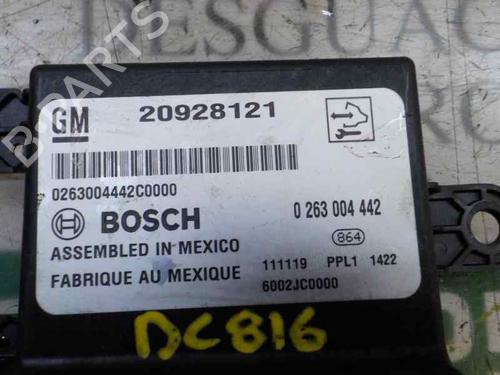 DESGUAC
GM 20928121
0263004442C0000
BOSCH 0 263 004 442
ASSEMBLED IN MEXICO 864
FABRIQUE AU MEXIQUE 111119 PPL1 1422
6002JC0000
DC816